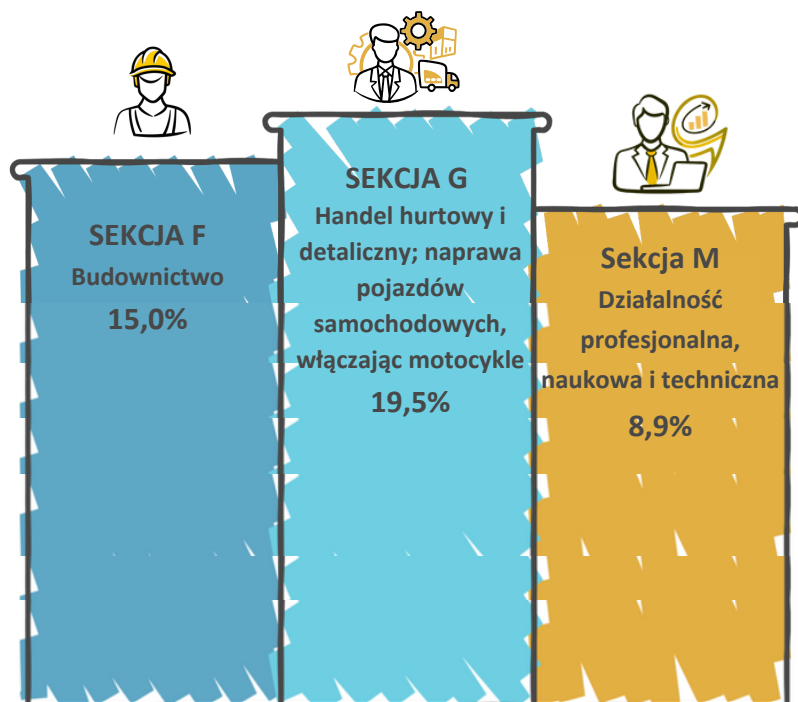 SEKCJA F
Budownictwo
15,0%
SEKCJA G
Handel hurtowy i
detaliczny; naprawa
pojazdów
samochodowych,
włączając motocykle
19,5%
Sekcja M
Działalność
profesjonalna,
naukowa i techniczna
8,9%